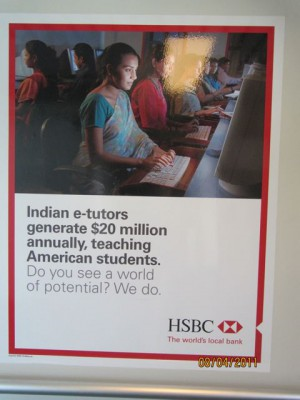 Indian e-tutors
generate $20 million
annually, teaching
American students.
Do you see a world
of potential? We do.
HSBC
The world's local bank
08/04/2011